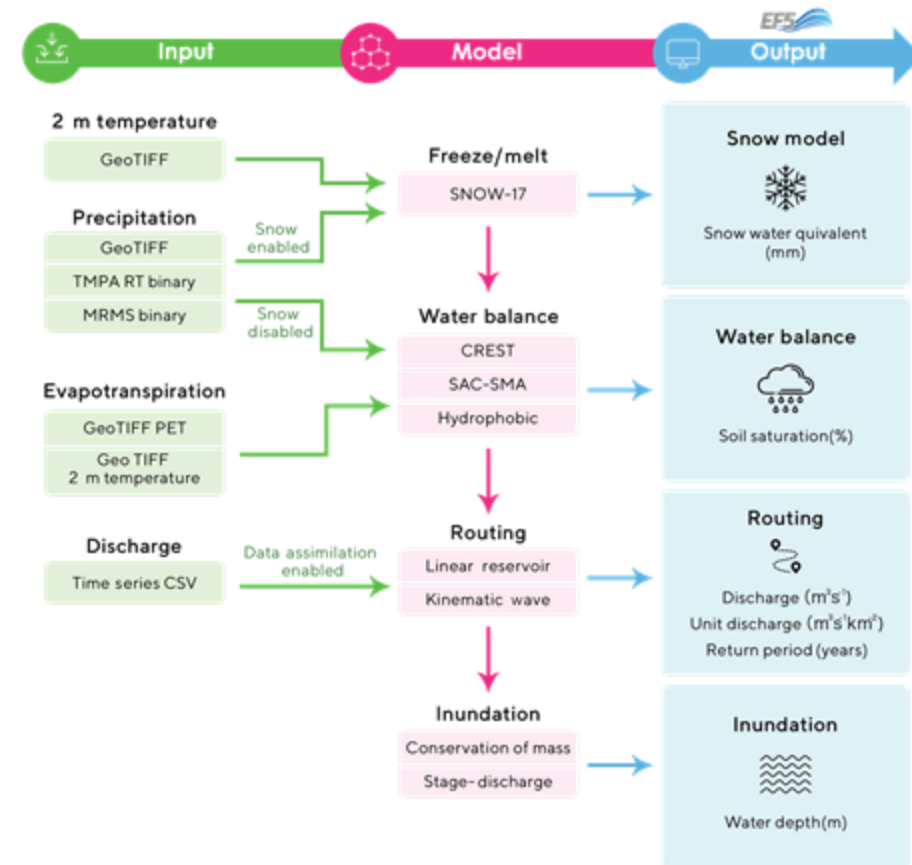 EF5
Input
Model
Output
2 m temperature
GeoTIFF
Precipitation
GeoTIFF
TMPA RT binary
MRMS binary
Snow
enabled
Snow
disabled
Evapotranspiration
GeoTIFF PET
Geo TIFF
2 m temperature
Discharge
Time series CSV
Data assimilation
enabled
Freeze/melt
SNOW-17
Water balance
CREST
SAC-SMA
Hydrophobic
Routing
Linear reservoir
Kinematic wave
Inundation
Conservation of mass
Stage-discharge
Snow model
Snow water quivalent
(mm)
Water balance
Soil saturation(%)
Routing
Discharge (m³s⁻¹)
Unit discharge (m³s¹km²)
Return period (years)
Inundation
Water depth(m)